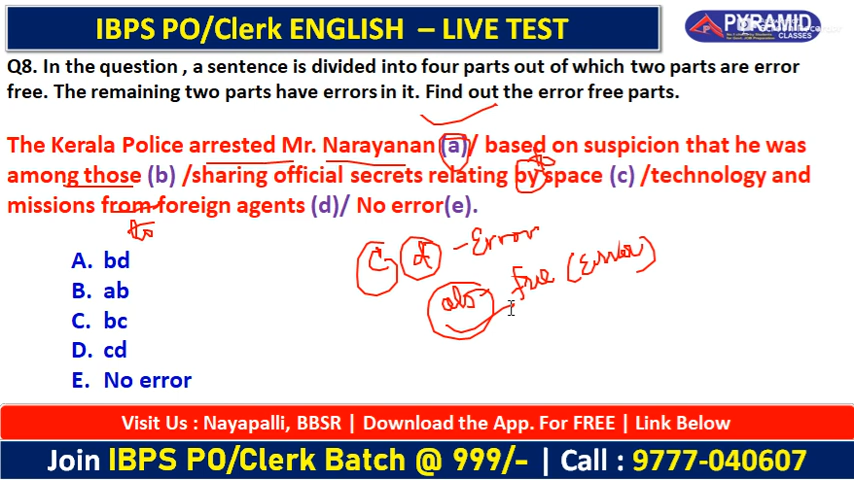 IBPS PO/Clerk ENGLISH – LIVE TEST
PYRAMID
CLASSES
Q8. In the question , a sentence is divided into four parts out of which two parts are error
free. The remaining two parts have errors in it. Find out the error free parts.
The Kerala Police arrested Mr. Narayanan (a)/ based on suspicion that he was
to
among those (b) /sharing official secrets relating by space (c) /technology and
missions from foreign agents (d)/ No error(e).
to
A. bd
B. ab
C. bc
D. cd
E. No error
c d - Error
ab free (Error)
Visit Us : Nayapalli, BBSR | Download the App. For FREE | Link Below
Join IBPS PO/Clerk Batch @ 999/- | Call : 9777-040607